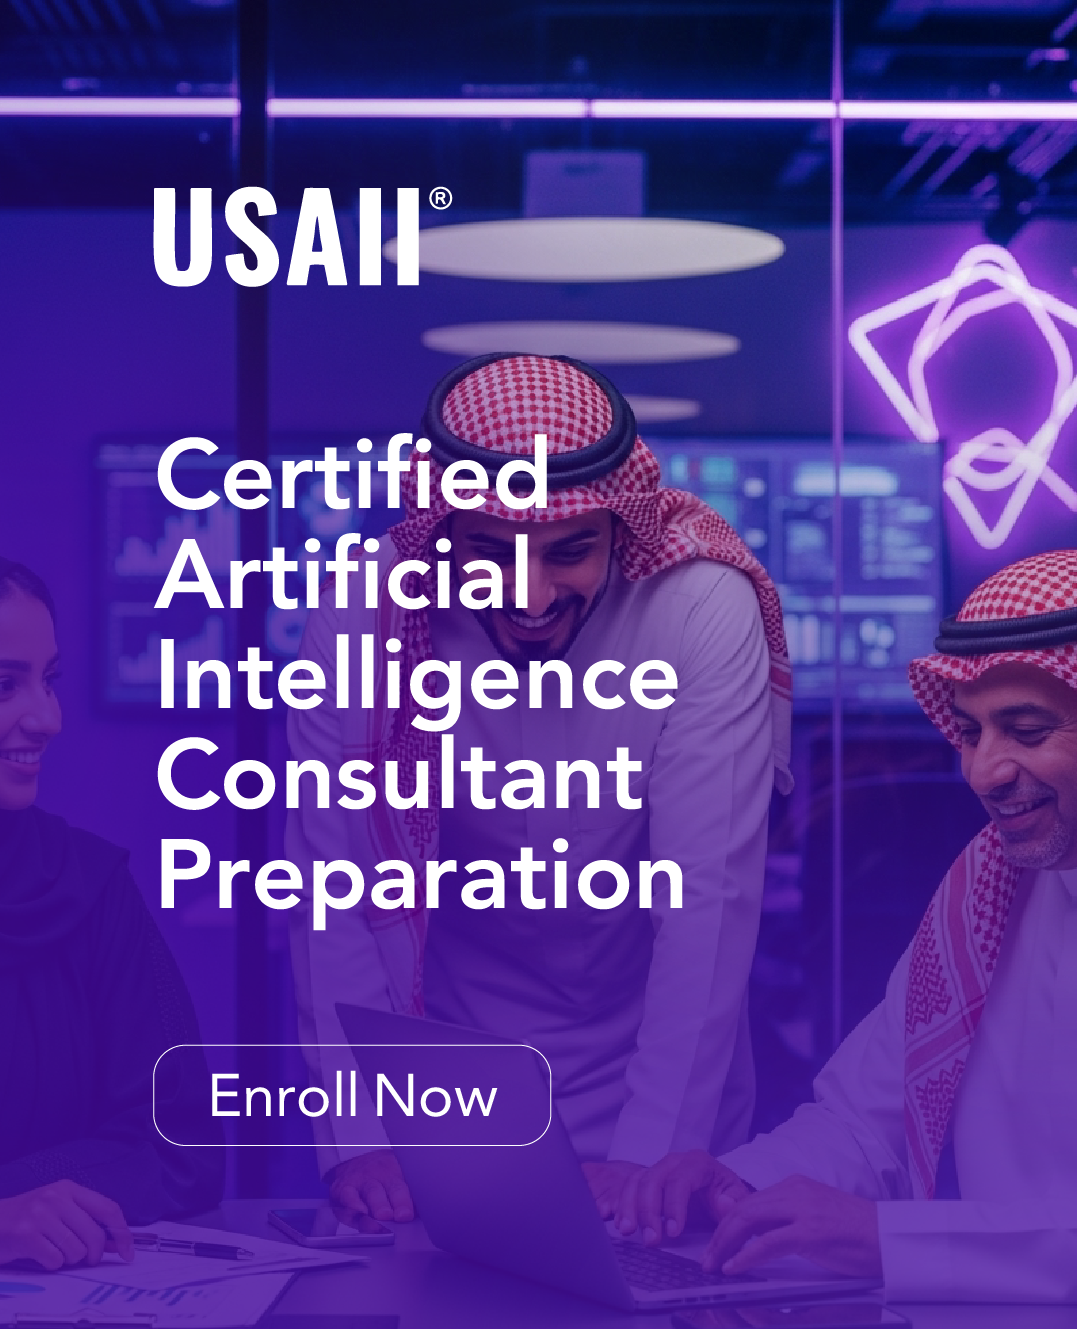 USAII®
Certified
Artificial
Intelligence
Consultant
Preparation
Enroll Now